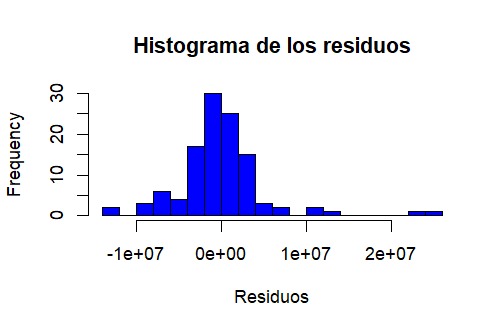 Histograma de los residuos
Frequency
30
20
10
0
-1e+07 0e+00 1e+07 2e+07
Residuos